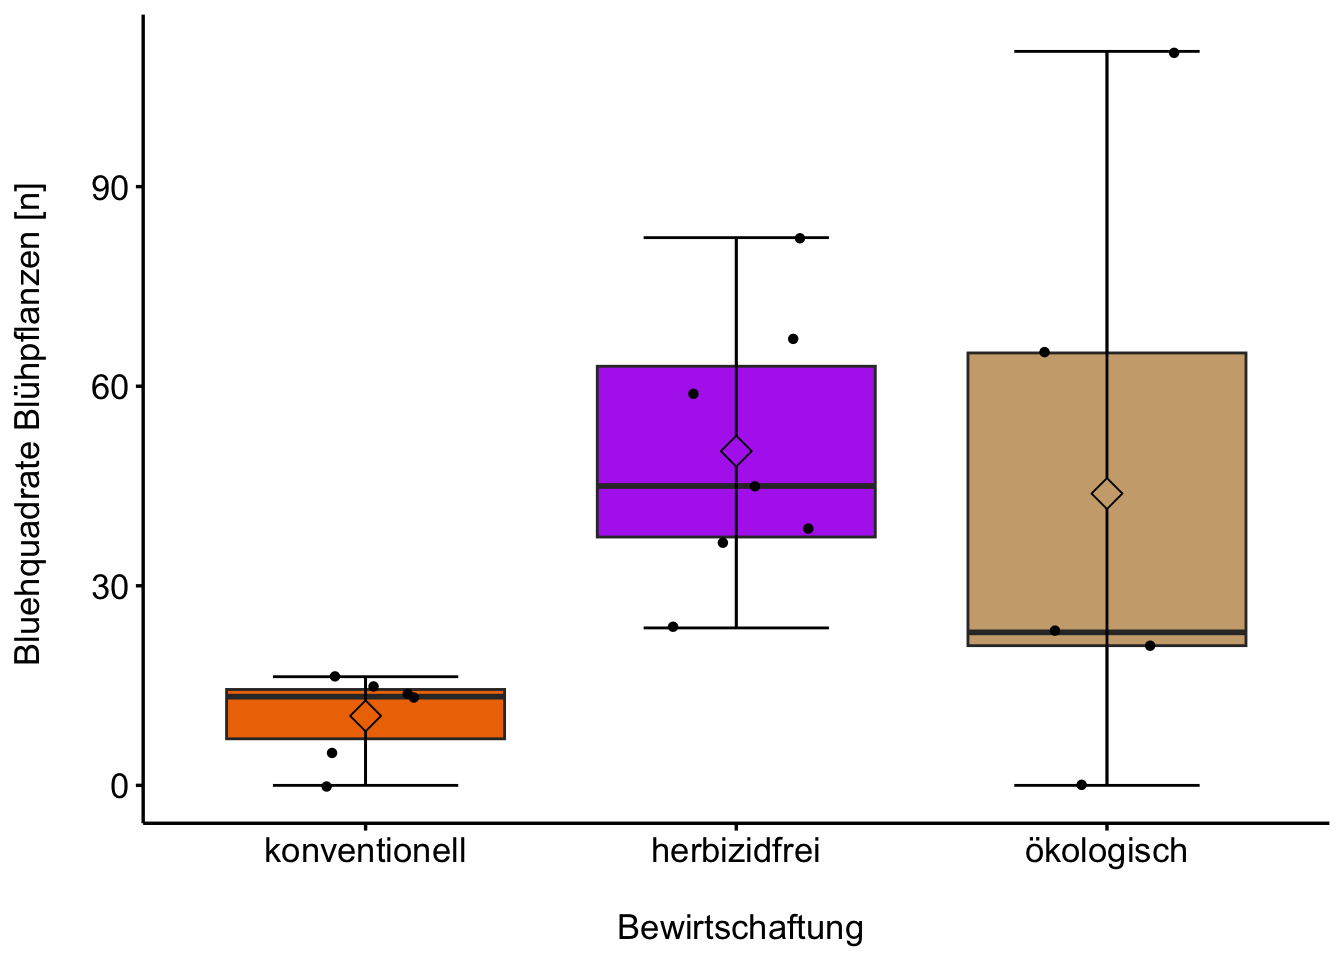 Bluehquadrate Blühpflanzen [n]
90
60
30
0
konventionell
herbizidfrei
ökologisch
Bewirtschaftung